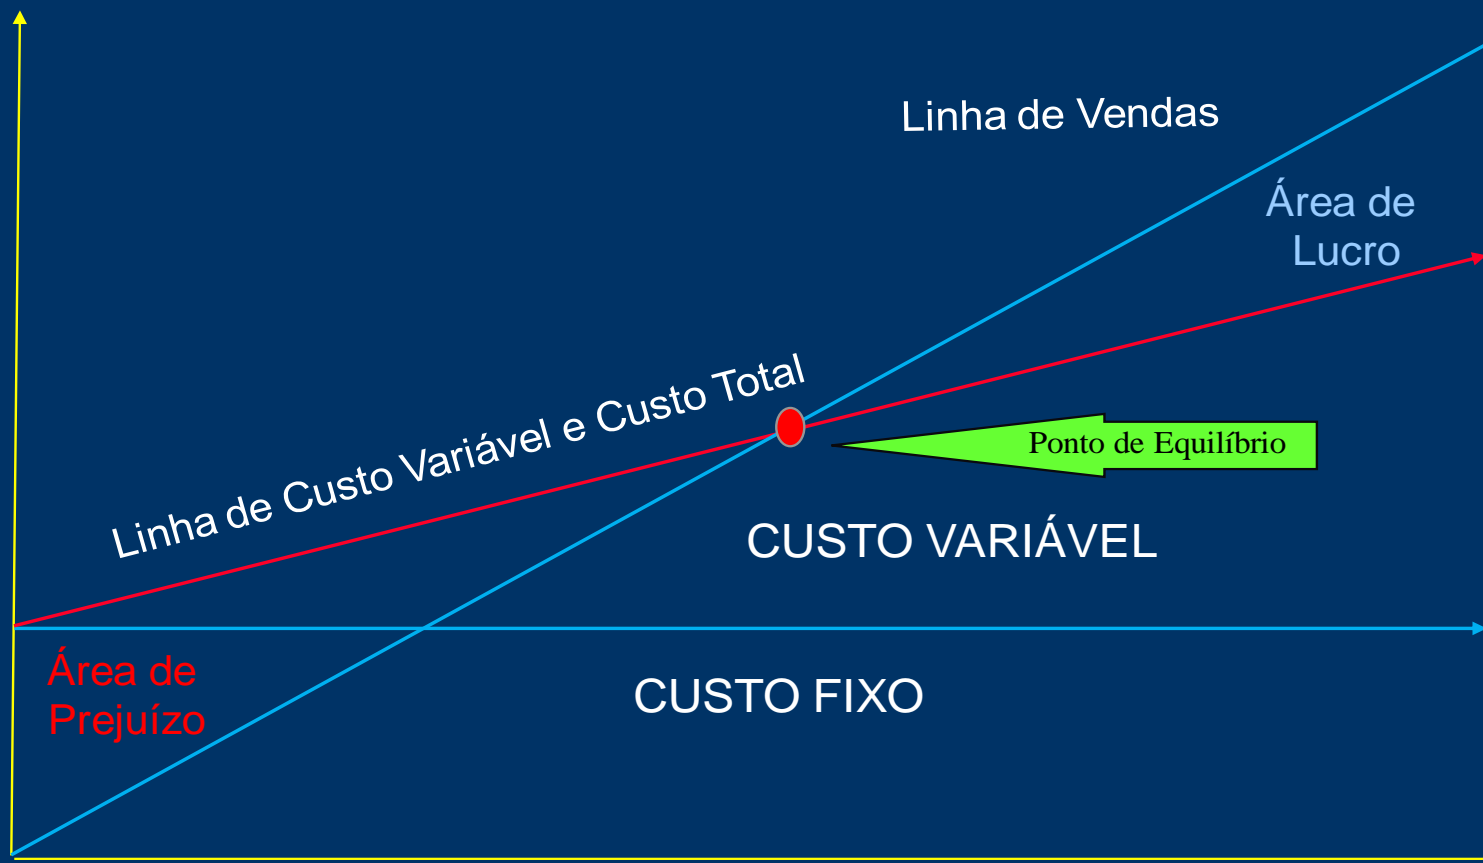 Linha de Vendas
Área de
Lucro
Linha de Custo Variável e Custo Total
Ponto de Equilíbrio
CUSTO VARIÁVEL
Área de
Prejuízo
CUSTO FIXO